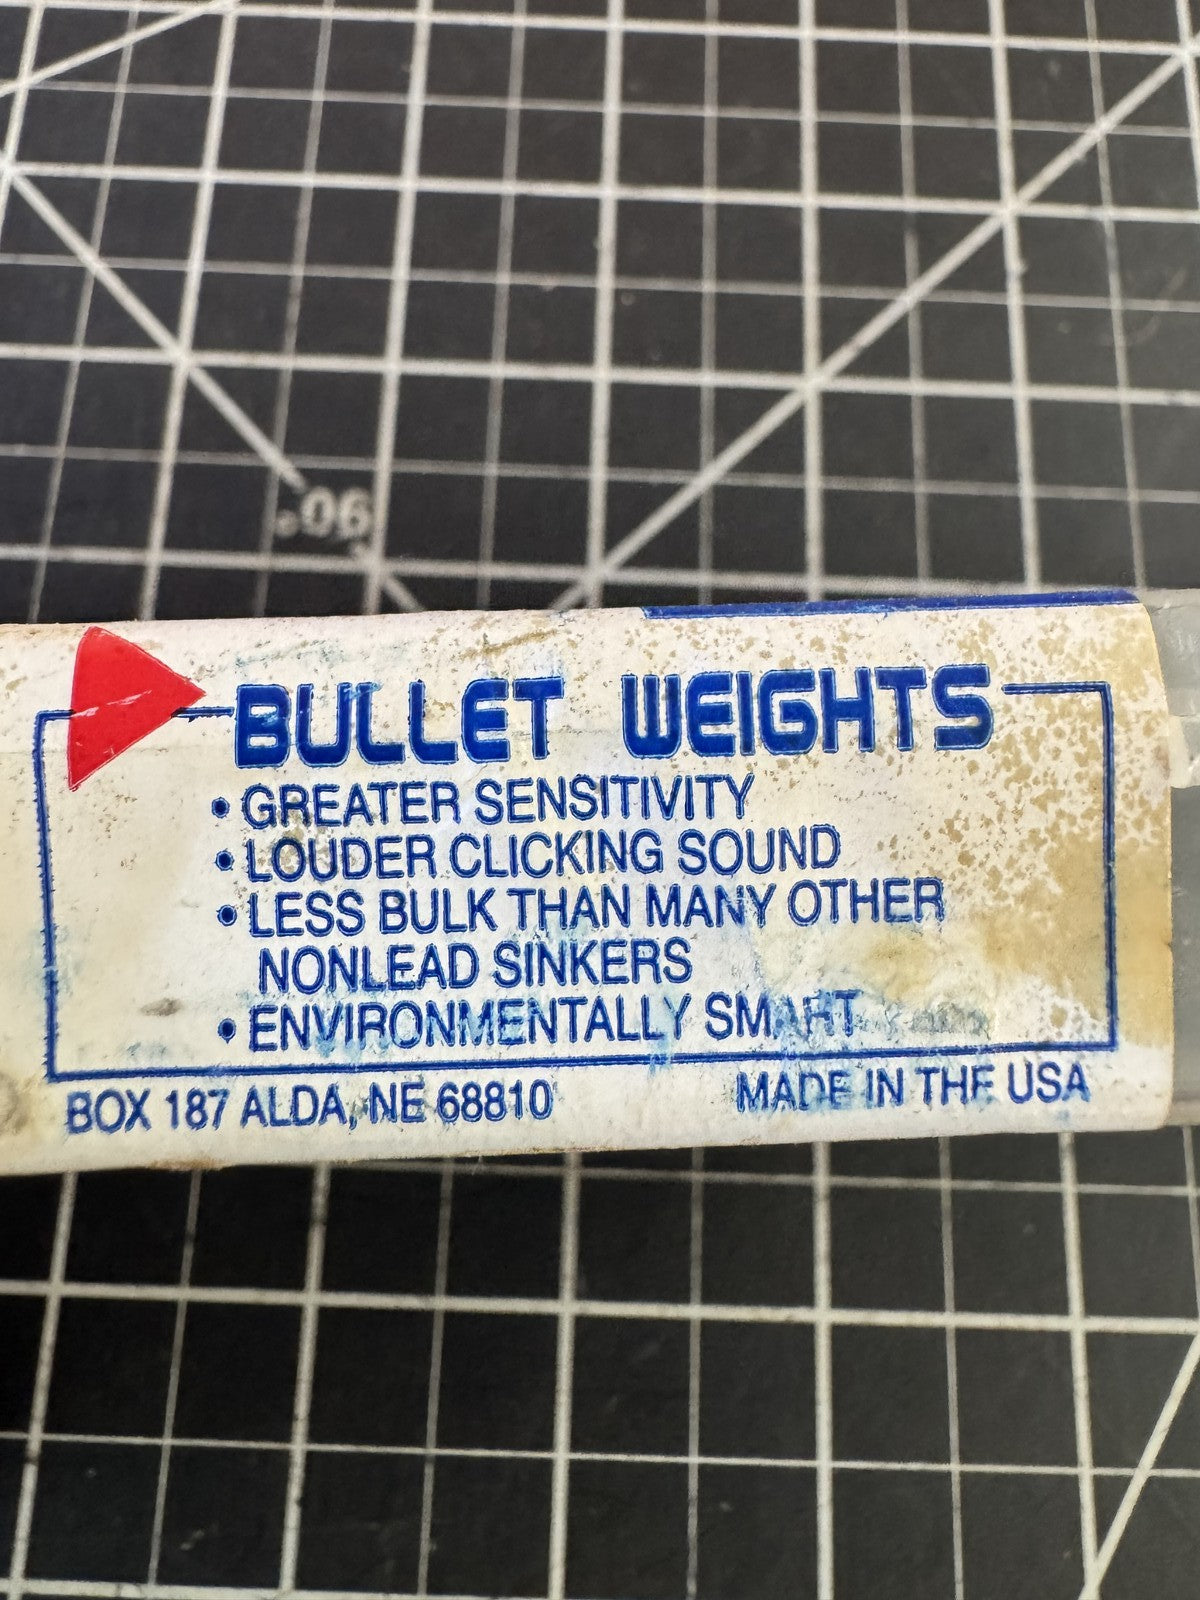 90°
BULLET WEIGHTS
• GREATER SENSITIVITY
• LOUDER CLICKING SOUND
• LESS BULK THAN MANY OTHER
NONLEAD SINKERS
• ENVIRONMENTALLY SMART
BOX 187 ALDA, NE 68810
MADE IN THE USA